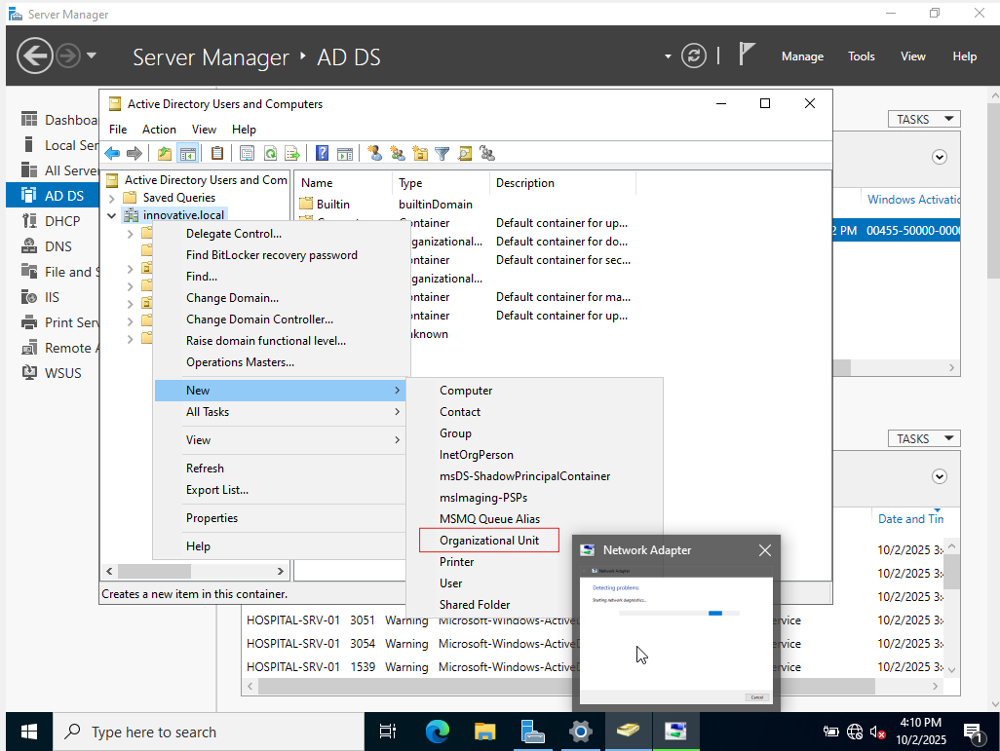 Server Manager
Server Manager ‣ AD DS
Manage Tools View Help
Dashboa
Local Ser
All Server
AD DS
DHCP
DNS
File and S
IIS
Print Serv
Remote A
WSUS
TASKS
Windows Activatio
2 PM 00455-50000-0000
TASKS
Date and Tin
Active Directory Users and Computers
File Action View Help
Active Directory Users and Com
Saved Queries
innovative.local
Name Type Description
Builtin builtinDomain
Container Default container for up...
rganizational... Default container for do...
ontainer Default container for sec...
rganizational...
ontainer Default container for ma...
ontainer Default container for up...
nknown
Delegate Control...
Find BitLocker recovery password
Find...
Change Domain...
Change Domain Controller...
Raise domain functional level...
Operations Masters...
New
All Tasks
View
Refresh
Export List...
Properties
Help
Computer
Contact
Group
InetOrgPerson
msDS-ShadowPrincipalContainer
msImaging-PSPs
MSMQ Queue Alias
Organizational Unit
Printer
User
Shared Folder
Creates a new item in this container.
Network Adapter
Network Adapter
Detecting problems
Starting network diagnostics...
Cancel
10/2/2025 3:4
10/2/2025 3:4
10/2/2025 3:4
HOSPITAL-SRV-01 3051 Warning Microsoft-Windows-ActiveD ervice 10/2/2025 3:4
HOSPITAL-SRV-01 3054 Warning Microsoft-Windows-ActiveD ervice 10/2/2025 3:4
HOSPITAL-SRV-01 1539 Warning Microsoft-Windows-ActiveD ervice 10/2/2025 3:4
Type here to search
4:10 PM
10/2/2025
1